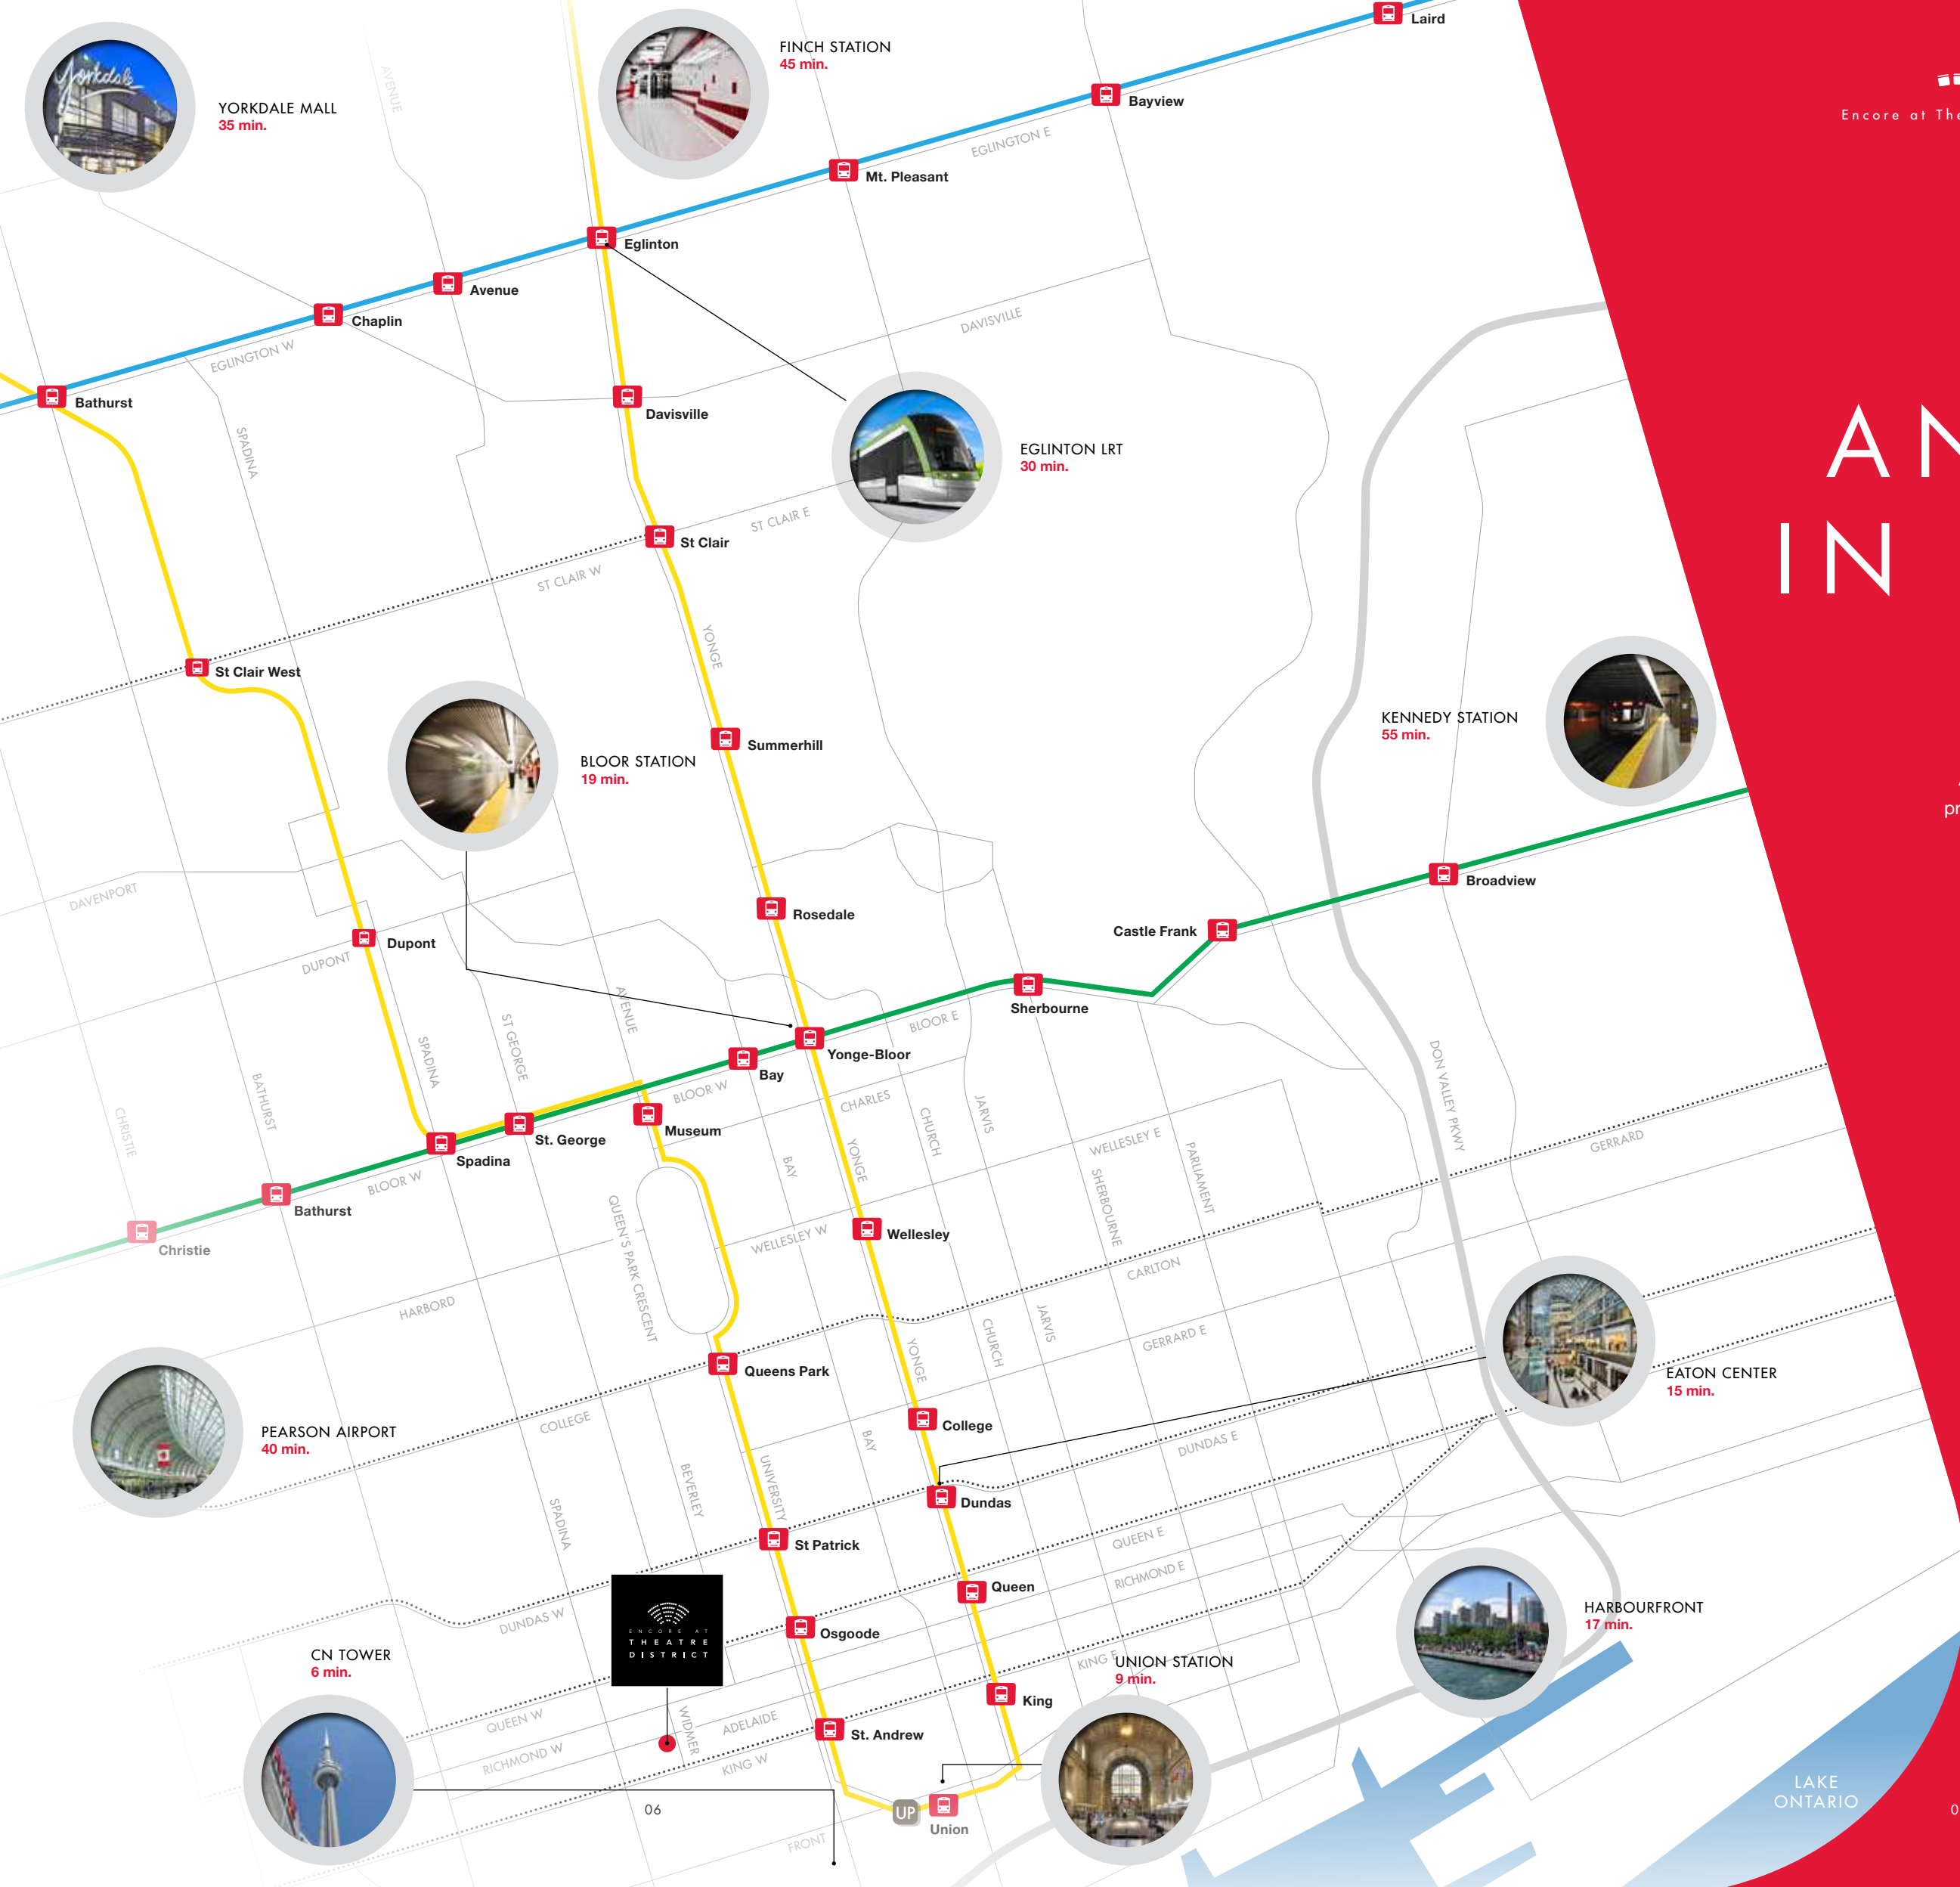 Yorkdale
YORKDALE MALL
35 min.
AVENUE
FINCH STATION
45 min.
Laird
Encore at The
Bayview
EGLINGTON E
Mt. Pleasant
Eglinton
Avenue
Chaplin
EGLINGTON W
DAVISVILLE
Bathurst
Davisville
SPADINA
EGLINTON LRT
30 min.
AN
IN
ST CLAIR E
St Clair
ST CLAIR W
YONGE
St Clair West
KENNEDY STATION
55 min.
Summerhill
BLOOR STATION
19 min.
pr
DAVENPORT
Broadview
Rosedale
Castle Frank
Dupont
DUPONT
AVENUE
Sherbourne
BLOOR E
ST GEORGE
SPADINA
Yonge-Bloor
Bay
BLOOR W
DON VALLEY PKWY
BATHURST
CHRISTIE
CHARLES
CHURCH
JARVIS
Museum
St. George
Spadina
BLOOR W
YONGE
BAY
WELLESLEY E
GERRARD
PARLIAMENT
SHERBOURNE
Bathurst
Christie
QUEEN'S PARK CRESCENT
WELLESLEY W
Wellesley
CARLTON
HARBORD
JARVIS
CHURCH
YONGE
GERRARD E
Queens Park
EATON CENTER
15 min.
COLLEGE
College
PEARSON AIRPORT
40 min.
BAY
DUNDAS E
BEVERLEY
UNIVERSITY
SPADINA
Dundas
St Patrick
QUEEN E
RICHMOND E
Queen
DUNDAS W
ENCORE AT
THEATRE
DISTRICT
Osgoode
HARBOURFRONT
17 min.
CN TOWER
6 min.
KING E
UNION STATION
9 min.
King
QUEEN W
WIDMER
ADELAIDE
St. Andrew
RICHMOND W
KING W
06
UP
Union
FRONT
LAKE
ONTARIO
0